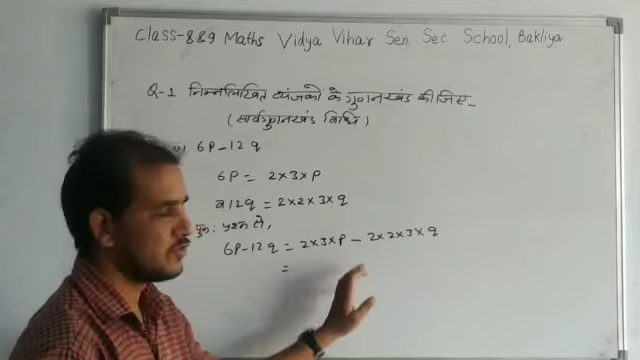 Class-8&9 Maths Vidya Vihar Sen. Sec School, Bakliya
Q-1 निम्नलिखित व्यंजकों के गुणनखंड कीजिए-
(सार्वगुणनखंड विधि)
6P-12q
6P = 2×3×P
व 12q = 2×2×3×q
पुन: प्रश्न से,
6P-12q = 2×3×P - 2×2×3×q
=